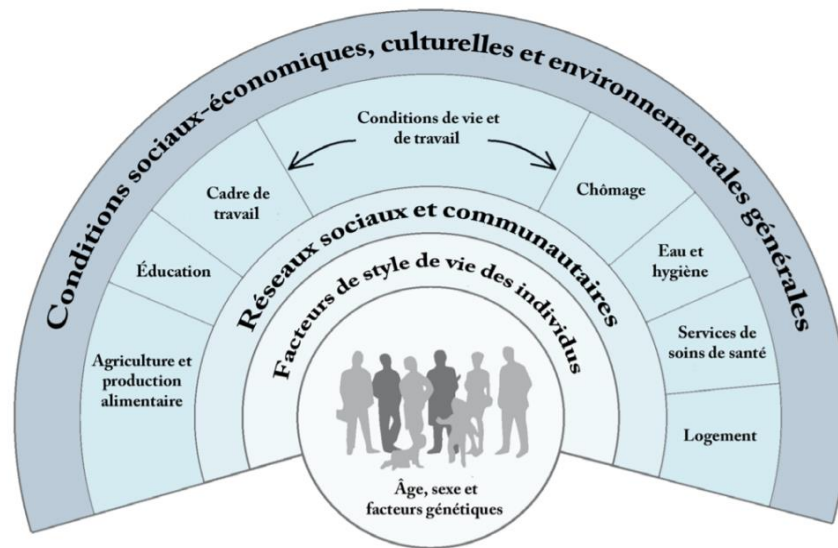 Conditions sociaux-économiques, culturelles et environnementales générales
Conditions de vie et
de travail
Cadre de
travail
Chômage
Éducation
Eau et
hygiène
Agriculture et
production
alimentaire
Services de
soins de santé
Logement
Réseaux sociaux et communautaires
Facteurs de style de vie des individus
Âge, sexe et
facteurs génétiques